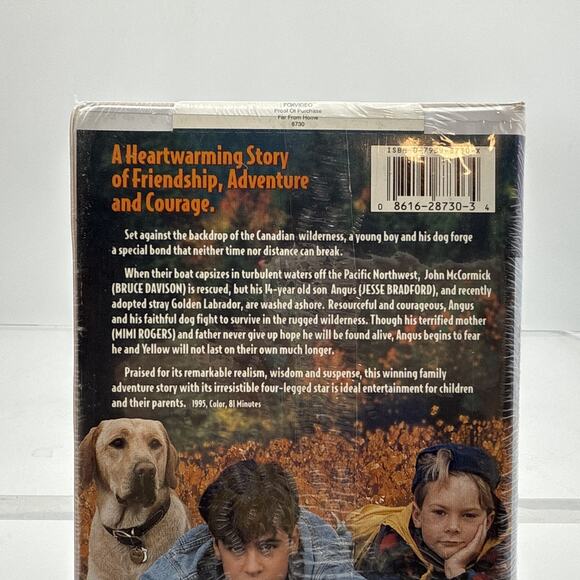 FOXVIDEO
Proof Of Purchase
Far From Home
8730
A Heartwarming Story
of Friendship, Adventure
and Courage.
0 8616-28730-3 4
Set against the backdrop of the Canadian wilderness, a young boy and his dog forge
a special bond that neither time nor distance can break.
When their boat capsizes in turbulent waters off the Pacific Northwest, John McCormick
(BRUCE DAVISON) is rescued, but his 14-year old son Angus (JESSE BRADFORD), and recently
adopted stray Golden Labrador, are washed ashore. Resourceful and courageous, Angus
and his faithful dog fight to survive in the rugged wilderness. Though his terrified mother
(MIMI ROGERS) and father never give up hope he will be found alive, Angus begins to fear
he and Yellow will not last on their own much longer.
Praised for its remarkable realism, wisdom and suspense, this winning family
adventure story with its irresistible four-legged star is ideal entertainment for children
and their parents. 1995, Color, 81 Minutes